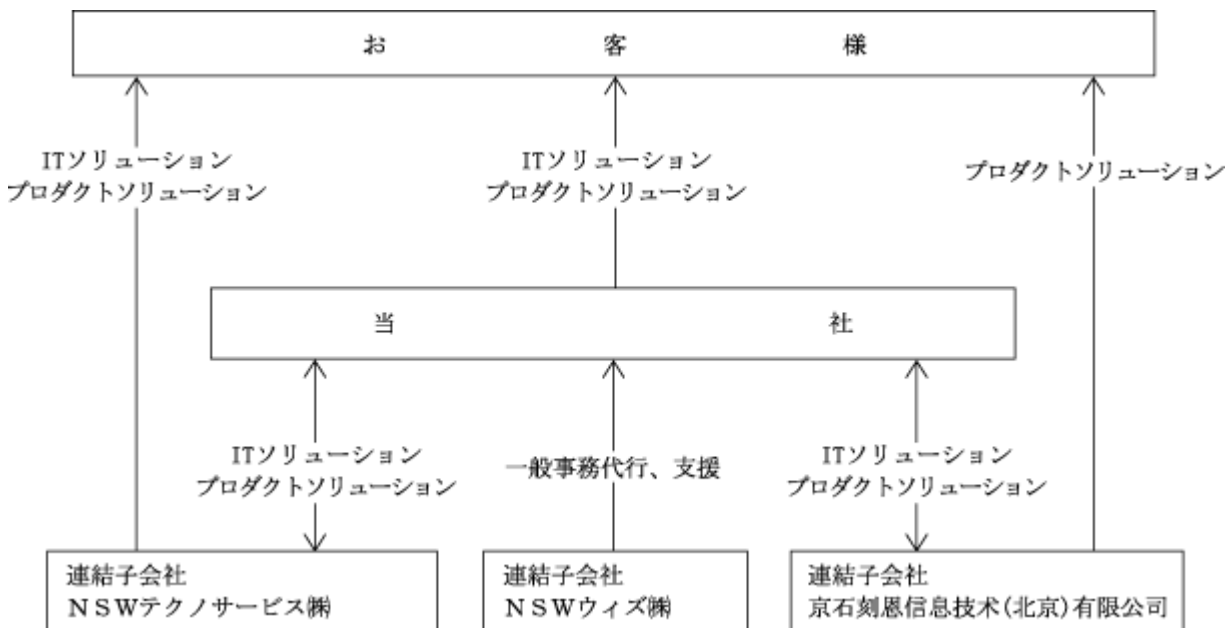 お客様
ITソリューション
プロダクトソリューション
ITソリューション
プロダクトソリューション
プロダクトソリューション
当社
ITソリューション
プロダクトソリューション
一般事務代行、支援
ITソリューション
プロダクトソリューション
連結子会社
NSWテクノサービス㈱
連結子会社
NSWウィズ㈱
連結子会社
京石刻恩信息技术(北京)有限公司